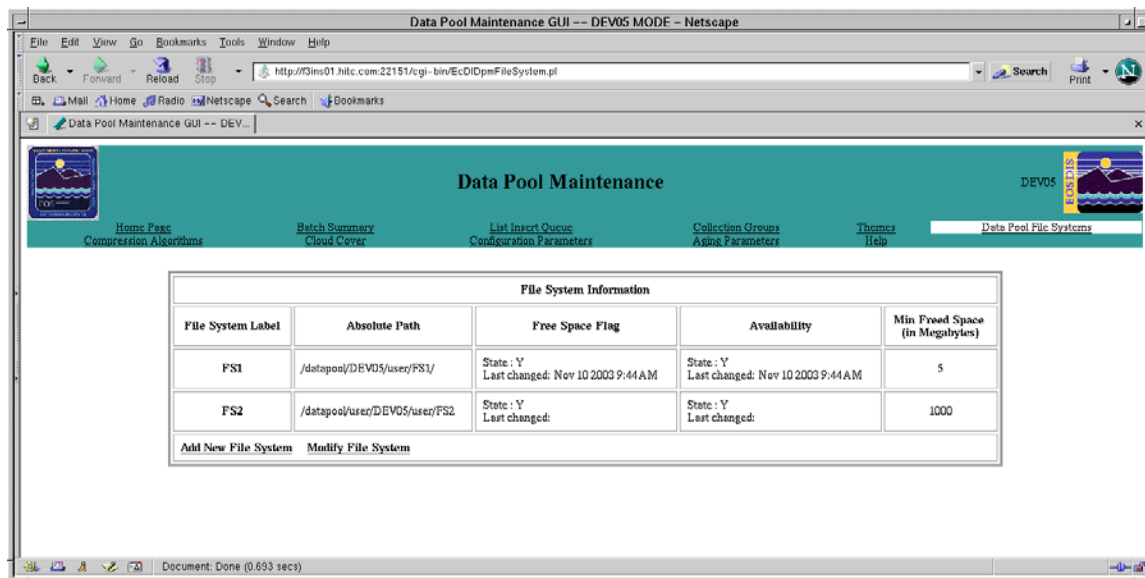 Data Pool Maintenance GUI -- DEV05 MODE - Netscape
File Edit View Go Bookmarks Tools Window Help
Back Forward Reload Stop http://f3ins01.hitc.com:22151/cgi-bin/EcDlDpmFileSystem.pl Search Print N
Mail Home Radio Netscape Search Bookmarks
Data Pool Maintenance GUI -- DEV...
EOS
Data Pool Maintenance
DEV05
EOSDIS
Home Page Batch Summary List Insert Queue Collection Groups Themes Data Pool File Systems
Compression Algorithms Cloud Cover Configuration Parameters Aging Parameters Help
File System Information
File System Label Absolute Path Free Space Flag Availability Min Freed Space
(in Megabytes)
FS1 /datapool/DEV05/user/FS1/ State : Y State : Y 5
Last changed: Nov 10 2003 9:44AM Last changed: Nov 10 2003 9:44AM
FS2 /datapool/user/DEV05/user/FS2 State : Y State : Y 1000
Last changed: Last changed:
Add New File System Modify File System
Document: Done (0.693 secs)